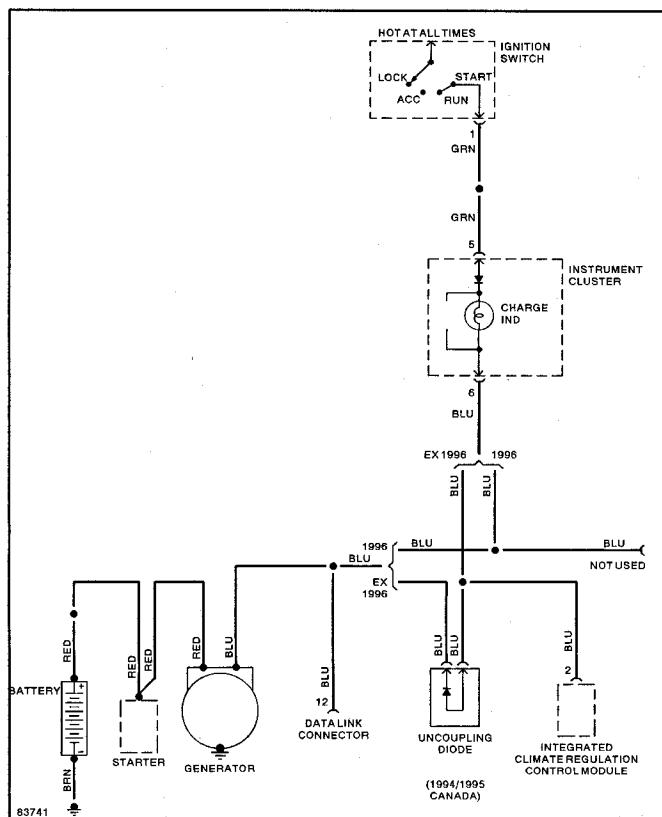 HOT AT ALL TIMES
IGNITION
SWITCH
LOCK
START
ACC
RUN
1
GRN
GRN
5
INSTRUMENT
CLUSTER
CHARGE
IND
6
BLU
EX 1996
1996
BLU
BLU
1996
BLU
BLU
BLU
NOT USED
EX
1996
RED
RED
RED
RED
BLU
BLU
BLU
BLU
BLU
12
2
BATTERY
+
-
STARTER
GENERATOR
DATA LINK
CONNECTOR
UNCOUPLING
DIODE
(1994/1995
CANADA)
INTEGRATED
CLIMATE REGULATION
CONTROL MODULE
BRN
83741